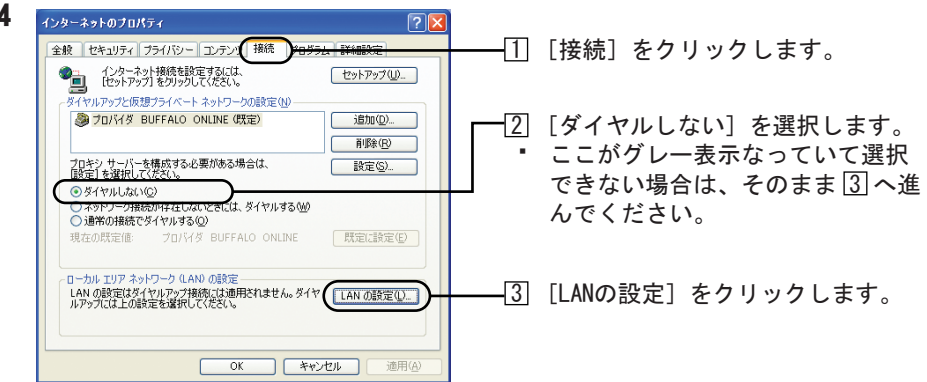 4
インターネットのプロパティ
全般 セキュリティ プライバシー コンテンツ 接続 プログラム 詳細設定
1 [接続] をクリックします。
インターネット接続を設定するには、
[セットアップ] をクリックしてください。
セットアップ(U)...
ダイヤルアップと仮想プライベート ネットワークの設定(N)
プロバイダ BUFFALO ONLINE (既定)
追加(D)...
削除(R)
プロキシ サーバーを構成する必要がある場合は、
[設定] を選択してください。
設定(S)...
2 [ダイヤルしない] を選択します。
・ ここがグレー表示なっていて選択
できない場合は、そのまま 3 へ進
んでください。
ダイヤルしない(C)
ネットワーク接続が存在しないときには、ダイヤルする(W)
通常の接続でダイヤルする(O)
現在の既定値: プロバイダ BUFFALO ONLINE
既定に設定(E)
ローカル エリア ネットワーク (LAN) の設定
LAN の設定はダイヤルアップ接続には適用されません。ダイヤ
ルアップには上の設定を選択してください。
LAN の設定(L)...
3 [LANの設定] をクリックします。
OK キャンセル 適用(A)